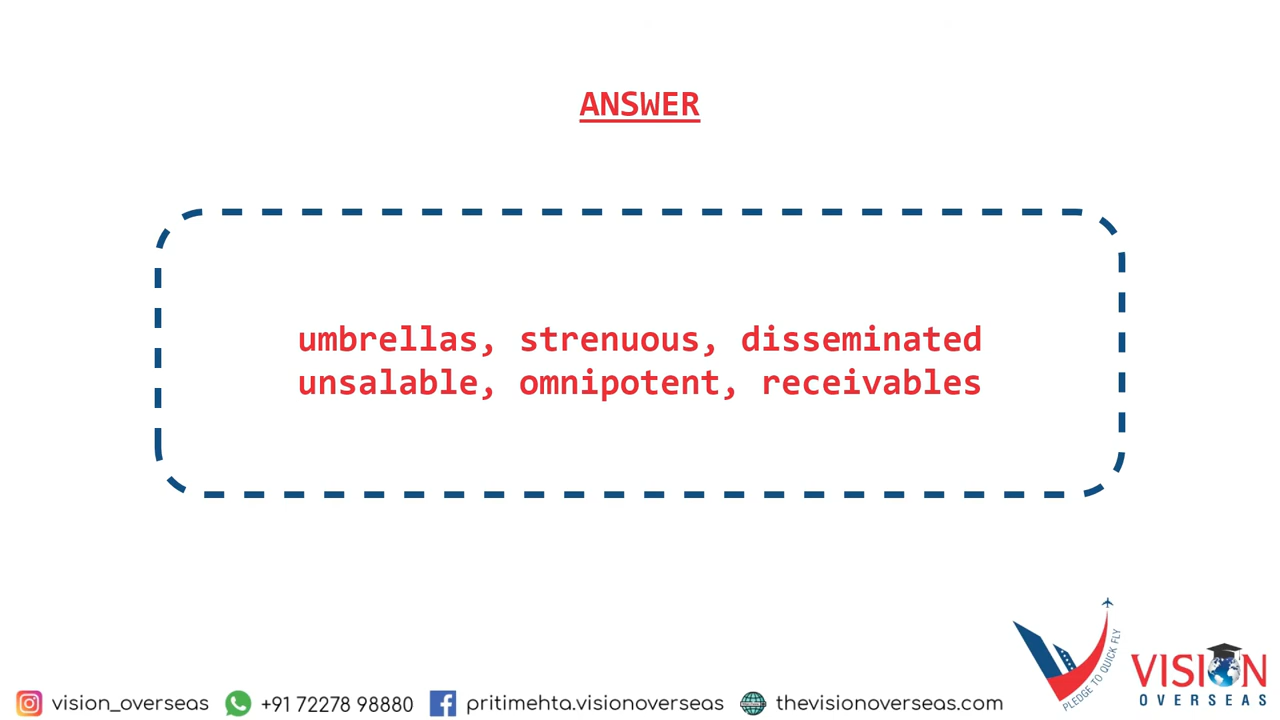 ANSWER
umbrellas, strenuous, disseminated
unsalable, omnipotent, receivables
PLEDGE TO QUICK FLY
VISION
OVERSEAS
vision_overseas +91 72278 98880 pritimehta.visionoverseas thevisionoverseas.com